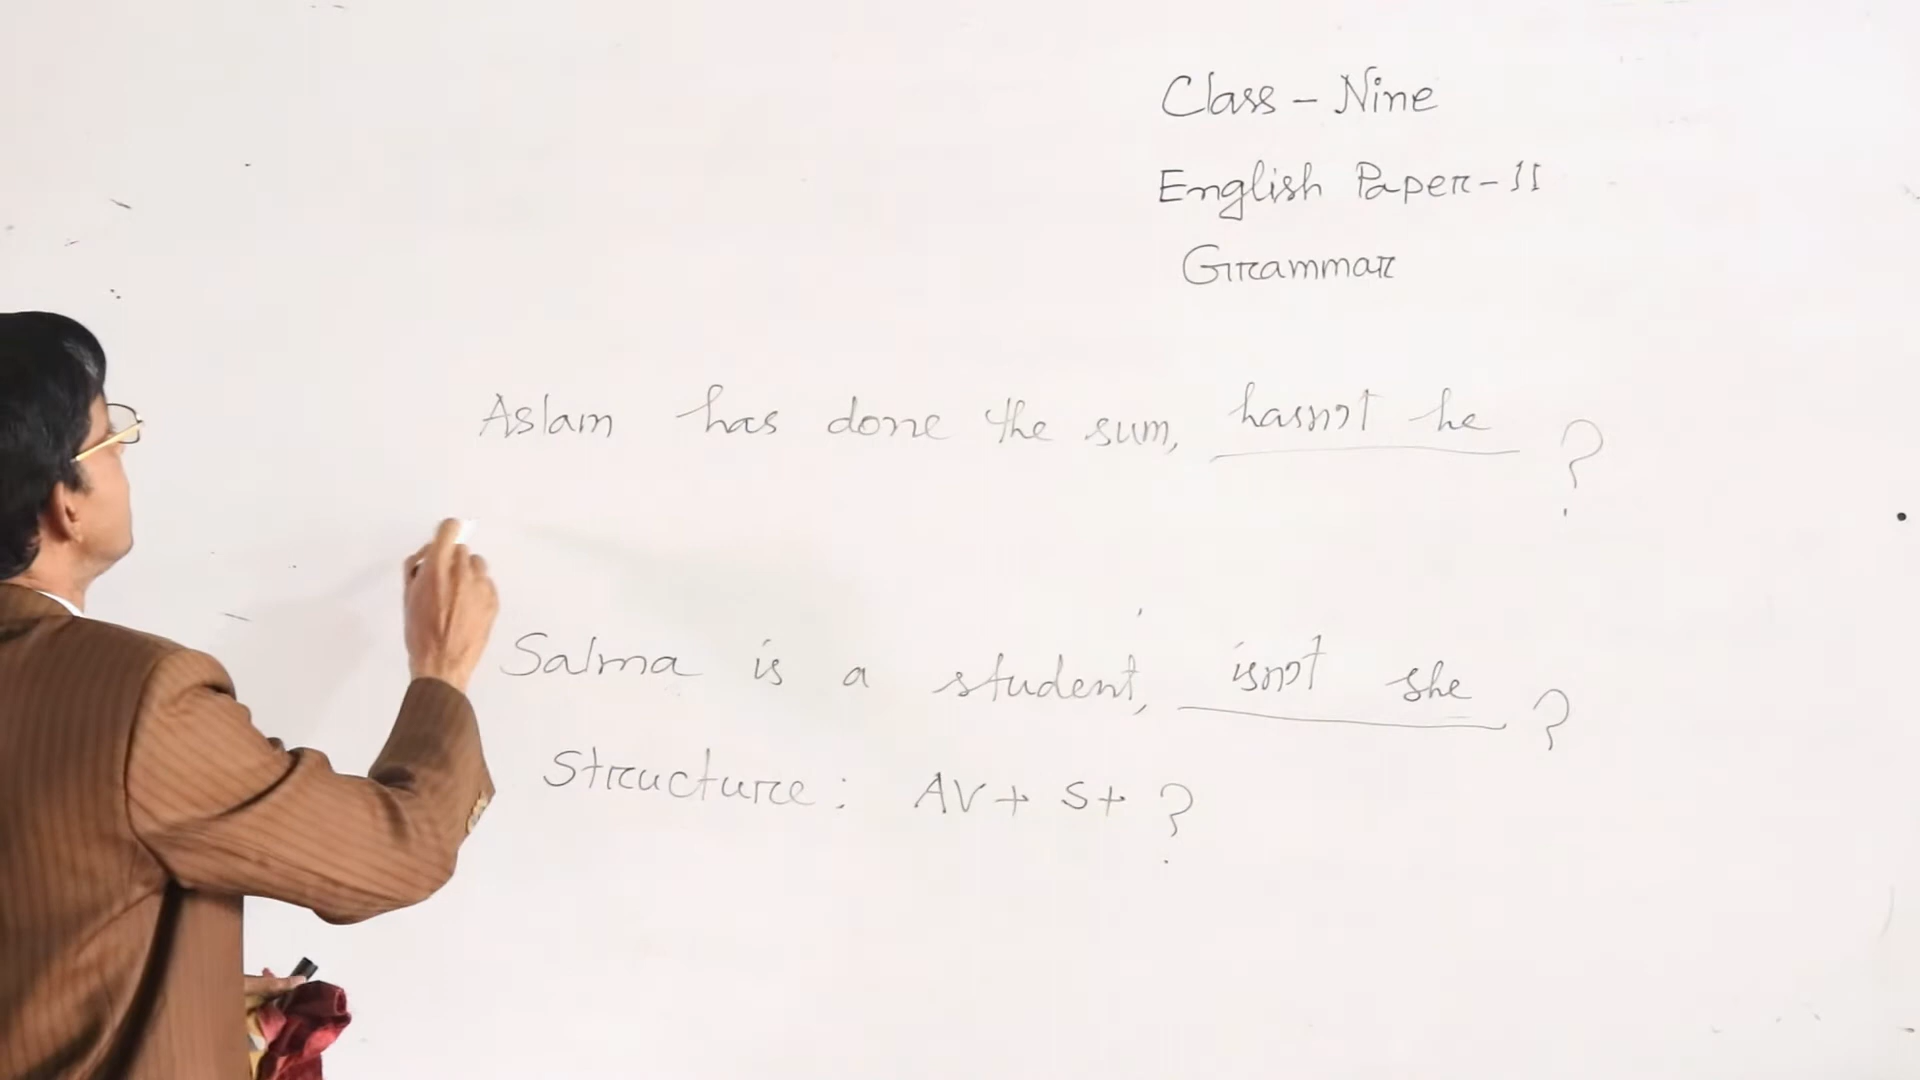 Class - Nine
English Paper-II
Grammar
Aslam has done the sum, hasn't he ?
Salma is a student, isn't she ?
Structure: AV+ S+ ?